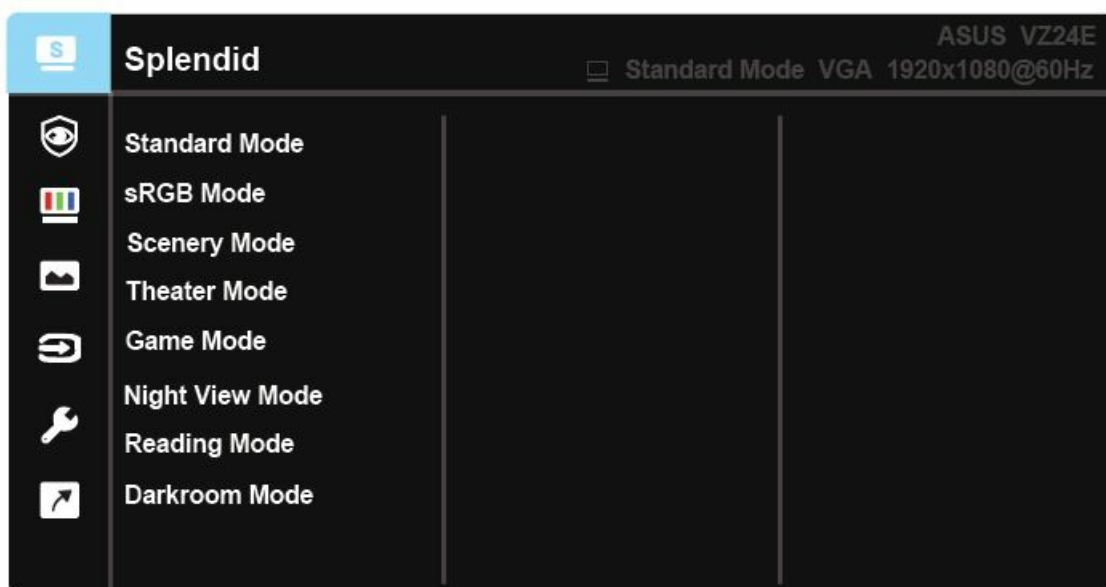 S
Splendid
ASUS VZ24E
Standard Mode VGA 1920x1080@60Hz
Standard Mode
sRGB Mode
Scenery Mode
Theater Mode
Game Mode
Night View Mode
Reading Mode
Darkroom Mode